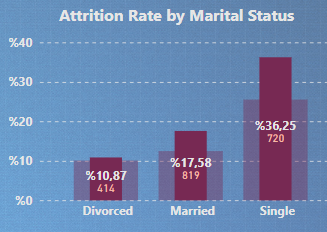 Attrition Rate by Marital Status
%40
%30
%20
%10
%0
%10,87
414
%17,58
819
%36,25
720
Divorced
Married
Single